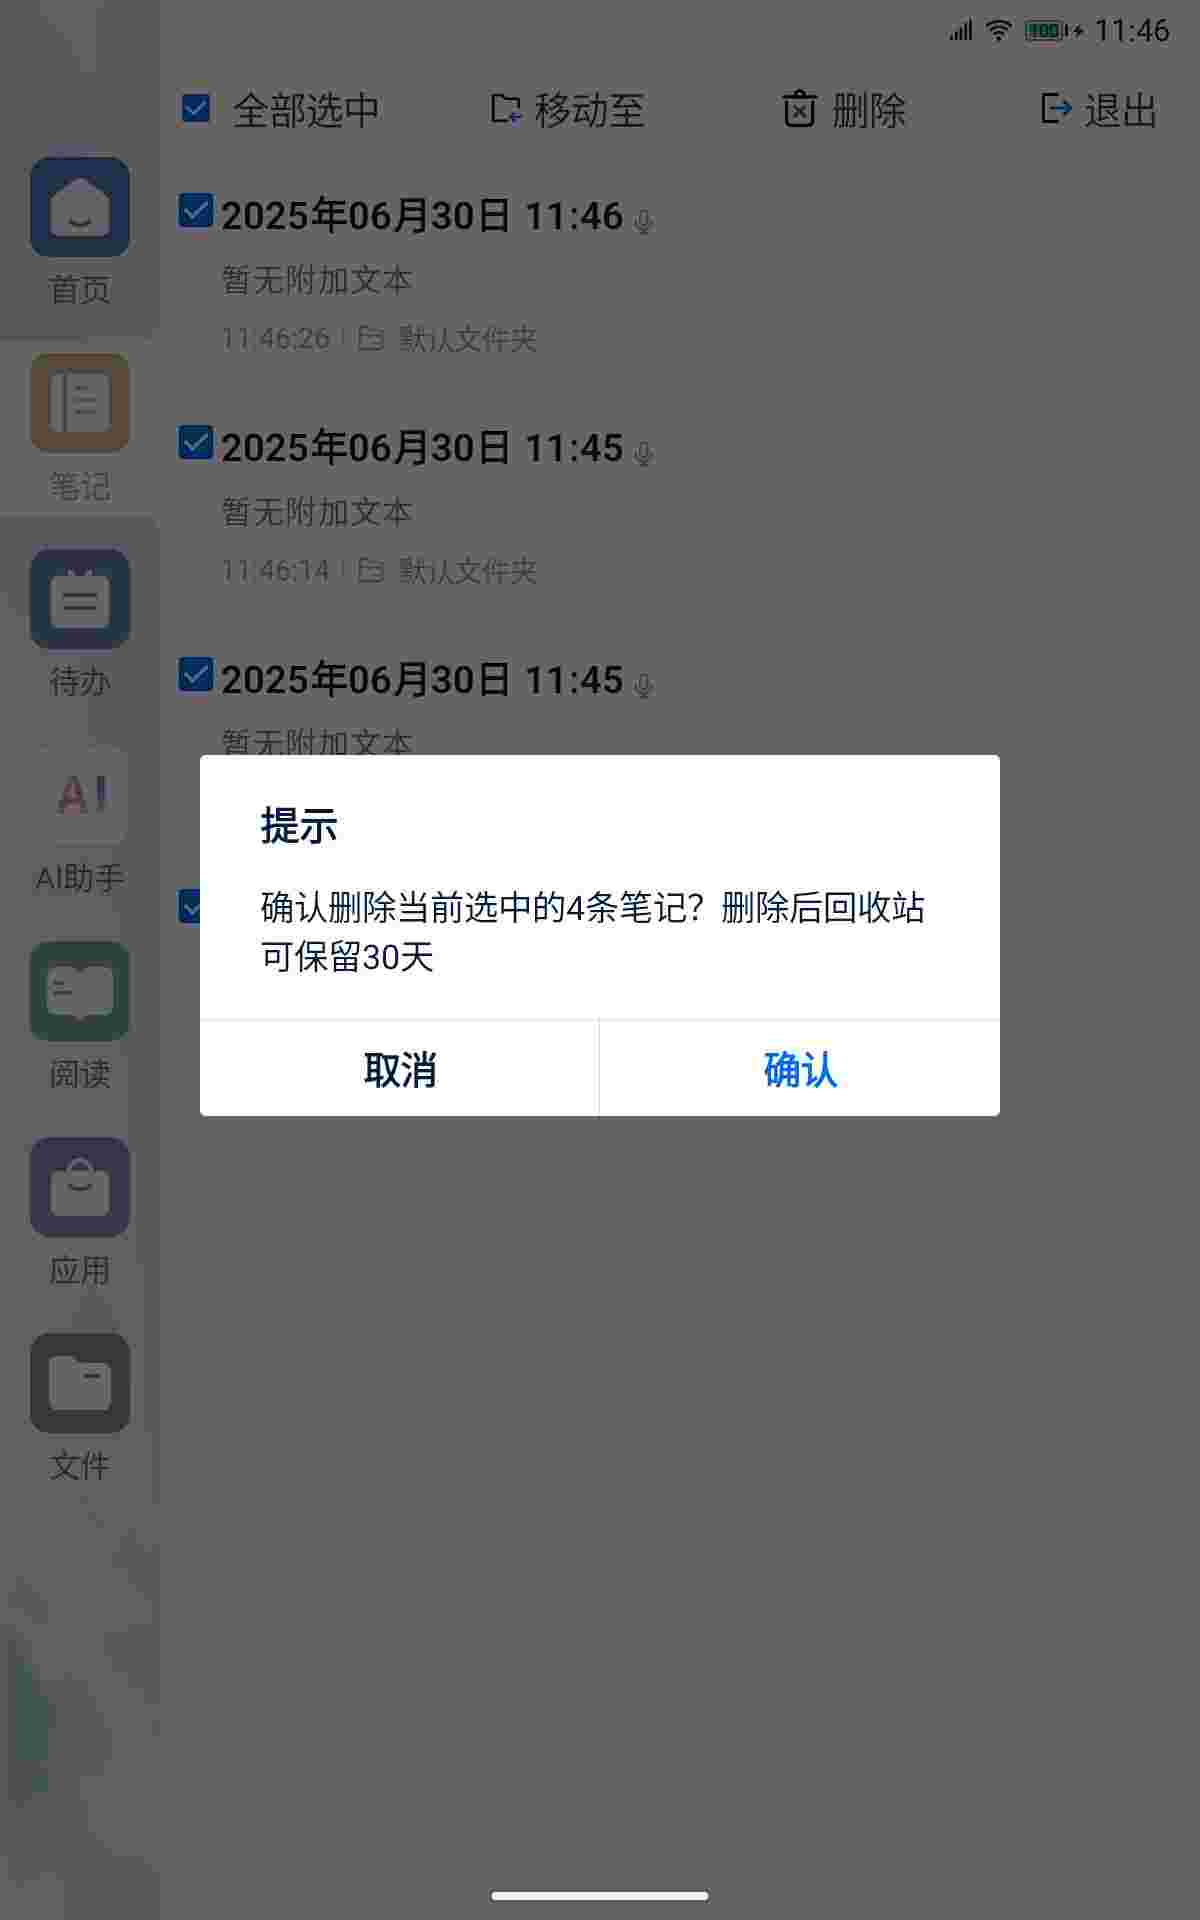 11:46
全部选中 移动至 删除 退出
首页
笔记
待办
AI
AI助手
阅读
应用
文件
2025年06月30日 11:46
暂无附加文本
11:46:26 默认文件夹
2025年06月30日 11:45
暂无附加文本
11:46:14 默认文件夹
2025年06月30日 11:45
暂无附加文本
提示
确认删除当前选中的4条笔记？删除后回收站
可保留30天
取消 确认